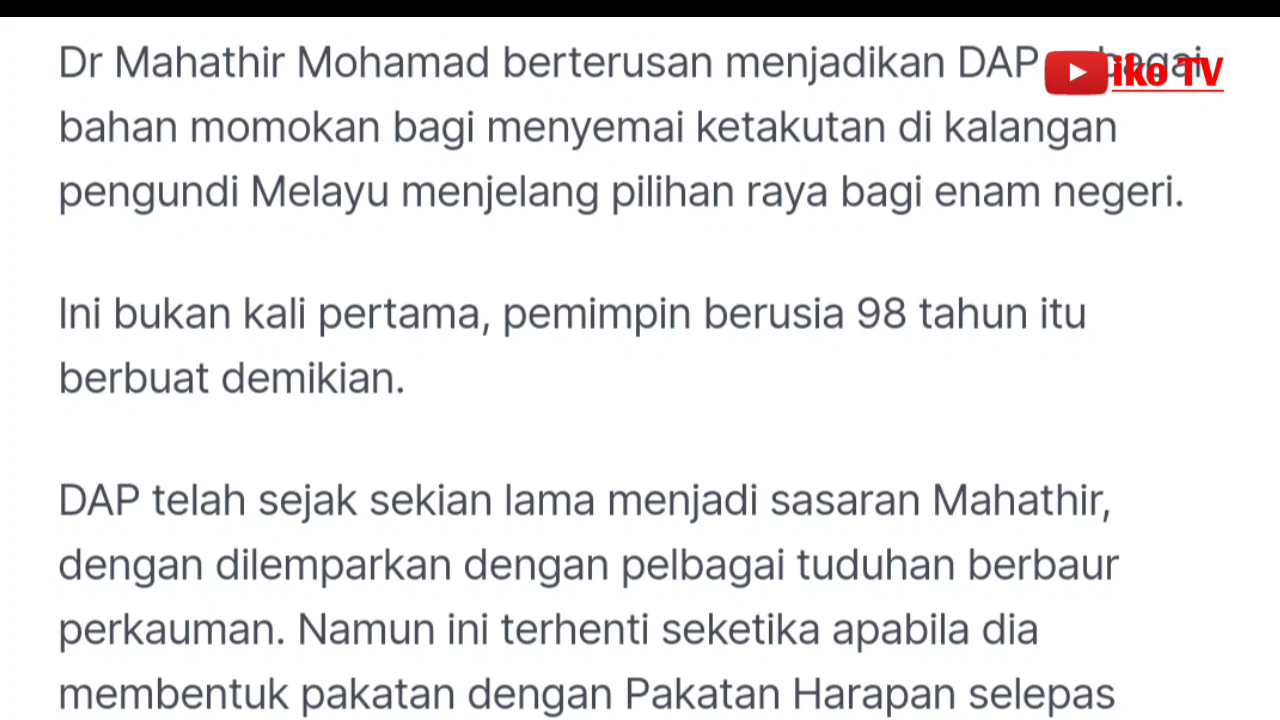 Dr Mahathir Mohamad berterusan menjadikan DAP sebagai
iko TV
bahan momokan bagi menyemai ketakutan di kalangan
pengundi Melayu menjelang pilihan raya bagi enam negeri.
Ini bukan kali pertama, pemimpin berusia 98 tahun itu
berbuat demikian.
DAP telah sejak sekian lama menjadi sasaran Mahathir,
dengan dilemparkan dengan pelbagai tuduhan berbaur
perkauman. Namun ini terhenti seketika apabila dia
membentuk pakatan dengan Pakatan Harapan selepas